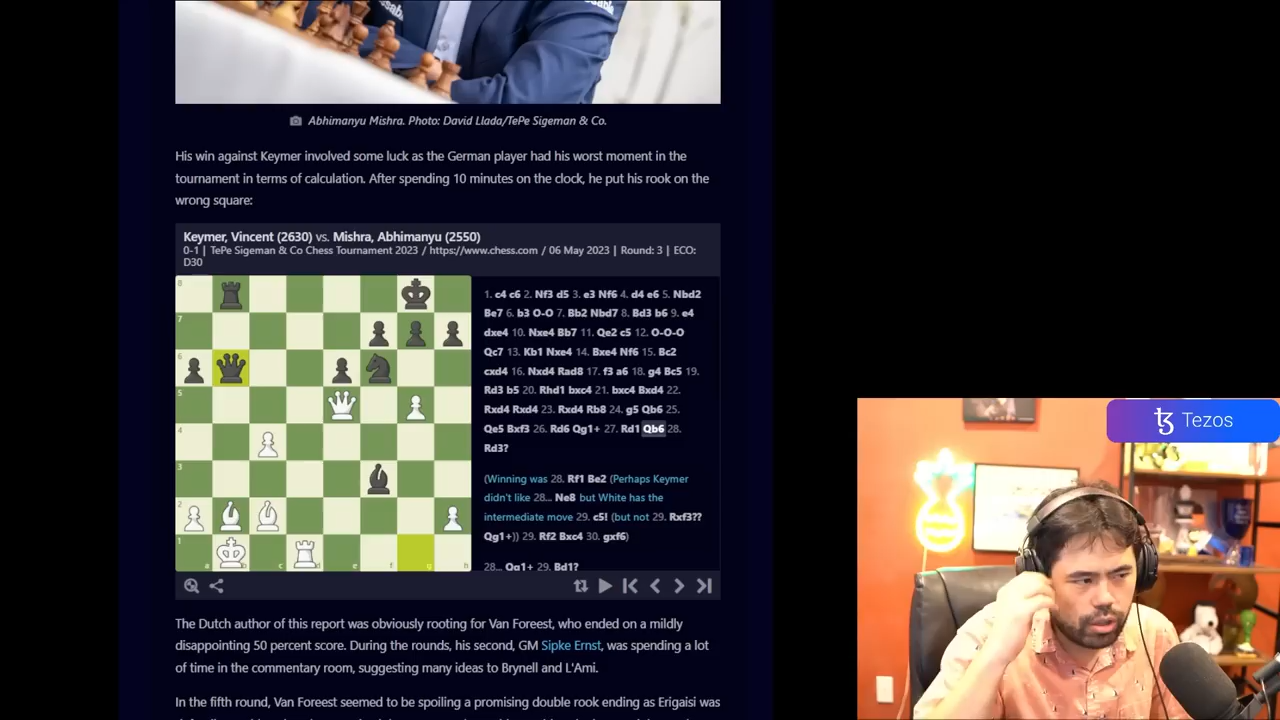 Abhimanyu Mishra. Photo: David Llada/TePe Sigeman & Co.
His win against Keymer involved some luck as the German player had his worst moment in the
tournament in terms of calculation. After spending 10 minutes on the clock, he put his rook on the
wrong square:
Keymer, Vincent (2630) vs. Mishra, Abhimanyu (2550)
0-1 | TePe Sigeman & Co Chess Tournament 2023 / https://www.chess.com / 06 May 2023 | Round: 3 | ECO:
D30
8
7
6
5
4
3
2
1
a b c d e f g h
1. c4 c6 2. Nf3 d5 3. e3 Nf6 4. d4 e6 5. Nbd2
Be7 6. b3 O-O 7. Bb2 Nbd7 8. Bd3 b6 9. e4
dxe4 10. Nxe4 Bb7 11. Qe2 c5 12. O-O-O
Qc7 13. Kb1 Nxe4 14. Bxe4 Nf6 15. Bc2
cxd4 16. Nxd4 Rad8 17. f3 a6 18. g4 Bc5 19.
Rd3 b5 20. Rhd1 bxc4 21. bxc4 Bxd4 22.
Rxd4 Rxd4 23. Rxd4 Rb8 24. g5 Qb6 25.
Qe5 Bxf3 26. Rd6 Qg1+ 27. Rd1 Qb6 28.
Rd3?
(Winning was 28. Rf1 Be2 (Perhaps Keymer
didn't like 28... Ne8 but White has the
intermediate move 29. c5! (but not 29. Rxf3??
Qg1+)) 29. Rf2 Bxc4 30. gxf6)
28... Qg1+ 29. Bd1?
The Dutch author of this report was obviously rooting for Van Foreest, who ended on a mildly
disappointing 50 percent score. During the rounds, his second, GM Sipke Ernst, was spending a lot
of time in the commentary room, suggesting many ideas to Brynell and L'Ami.
In the fifth round, Van Foreest seemed to be spoiling a promising double rook ending as Erigaisi was
Tezos